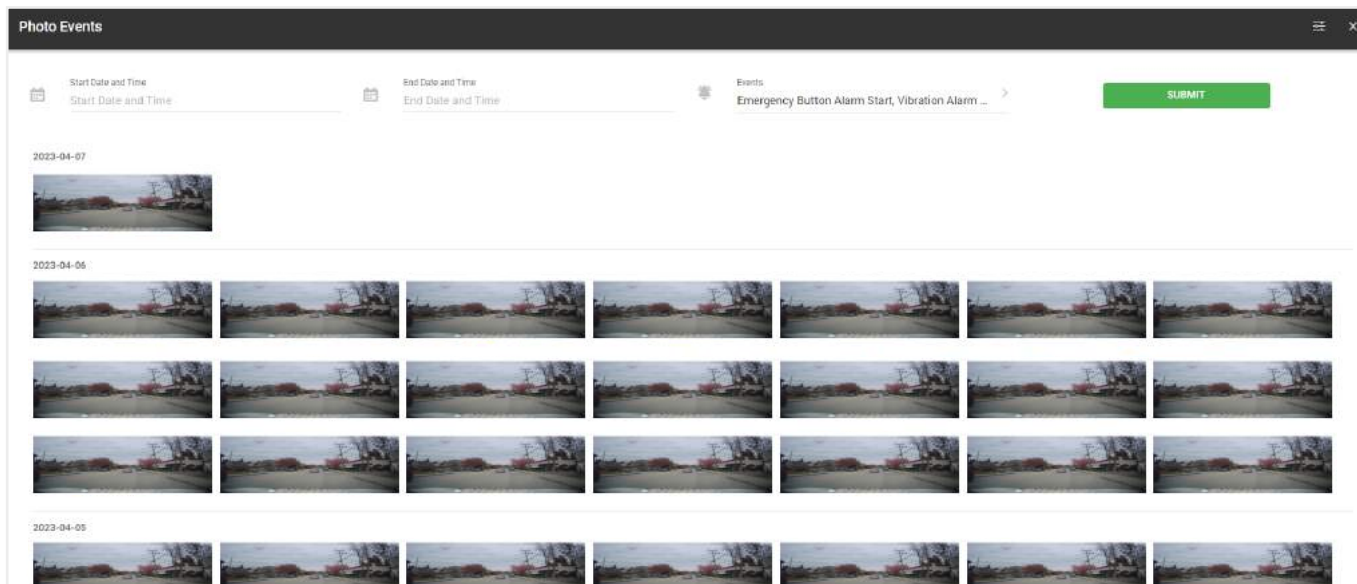 Photo Events
Start Date and Time
End Date and Time
Events
Start Date and Time
End Date and Time
Emergency Button Alarm Start, Vibration Alarm ...
SUBMIT
2023-04-07
2023-04-06
2023-04-05